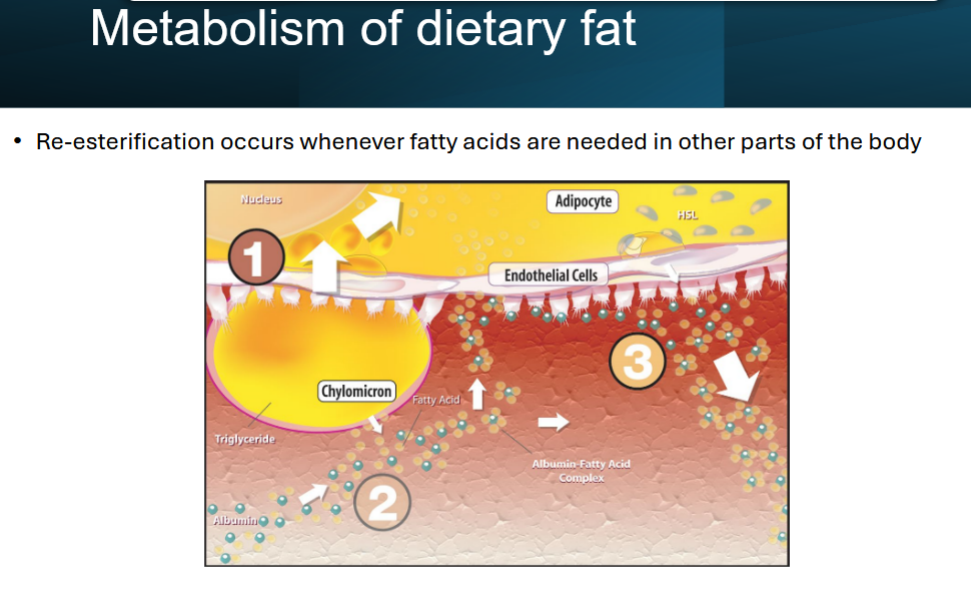 Metabolism of dietary fat
• Re-esterification occurs whenever fatty acids are needed in other parts of the body
Nucleus
Adipocyte
HSL
1
Endothelial Cells
3
Chylomicron
Fatty Acid
Triglyceride
Albumin-Fatty Acid
Complex
2
Albumin